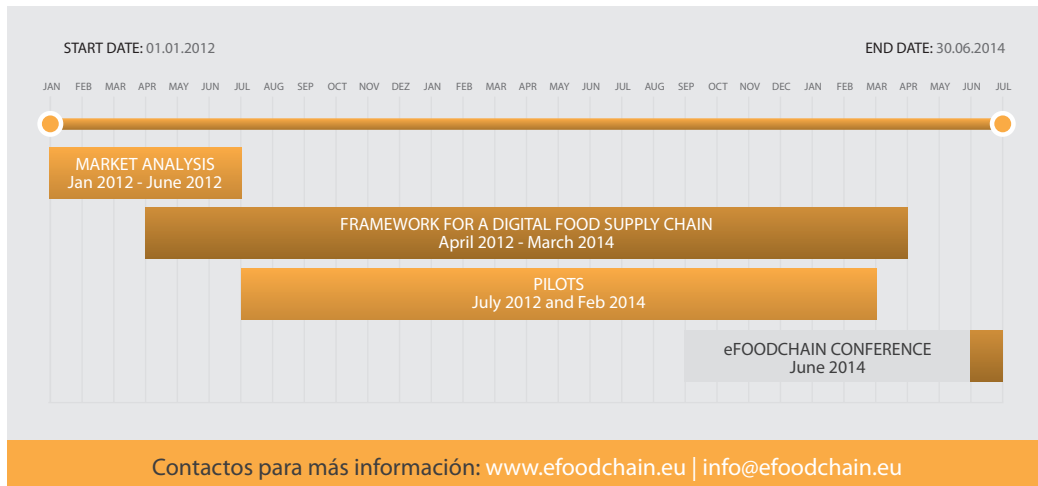 START DATE: 01.01.2012 END DATE: 30.06.2014
JAN FEB MAR APR MAY JUN JUL AUG SEP OCT NOV DEZ JAN FEB MAR APR MAY JUN JUL AUG SEP OCT NOV DEC JAN FEB MAR APR MAY JUN JUL
MARKET ANALYSIS
Jan 2012 - June 2012
FRAMEWORK FOR A DIGITAL FOOD SUPPLY CHAIN
April 2012 - March 2014
PILOTS
July 2012 and Feb 2014
eFOODCHAIN CONFERENCE
June 2014
Contactos para más información: www.efoodchain.eu | info@efoodchain.eu